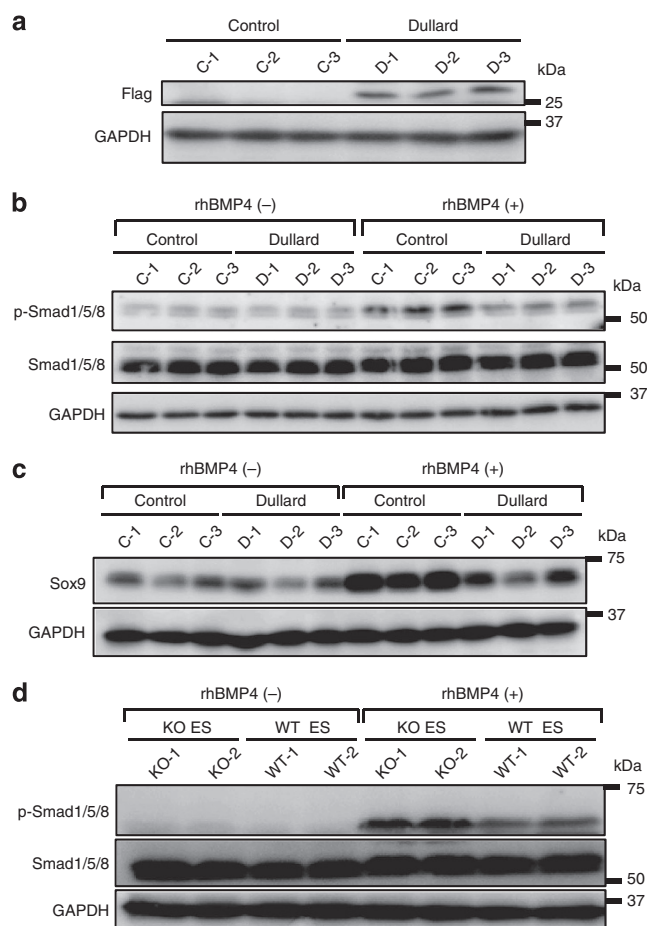 a
Control Dullard
C-1 C-2 C-3 D-1 D-2 D-3
kDa
Flag
25
37
GAPDH
b
rhBMP4 (–) rhBMP4 (+)
Control Dullard Control Dullard
C-1 C-2 C-3 D-1 D-2 D-3 C-1 C-2 C-3 D-1 D-2 D-3
kDa
p-Smad1/5/8
50
Smad1/5/8
50
37
GAPDH
c
rhBMP4 (–) rhBMP4 (+)
Control Dullard Control Dullard
C-1 C-2 C-3 D-1 D-2 D-3 C-1 C-2 C-3 D-1 D-2 D-3
kDa
75
Sox9
37
GAPDH
d
rhBMP4 (–) rhBMP4 (+)
KO ES WT ES KO ES WT ES
KO-1 KO-2 WT-1 WT-2 KO-1 KO-2 WT-1 WT-2
kDa
75
p-Smad1/5/8
Smad1/5/8
50
37
GAPDH